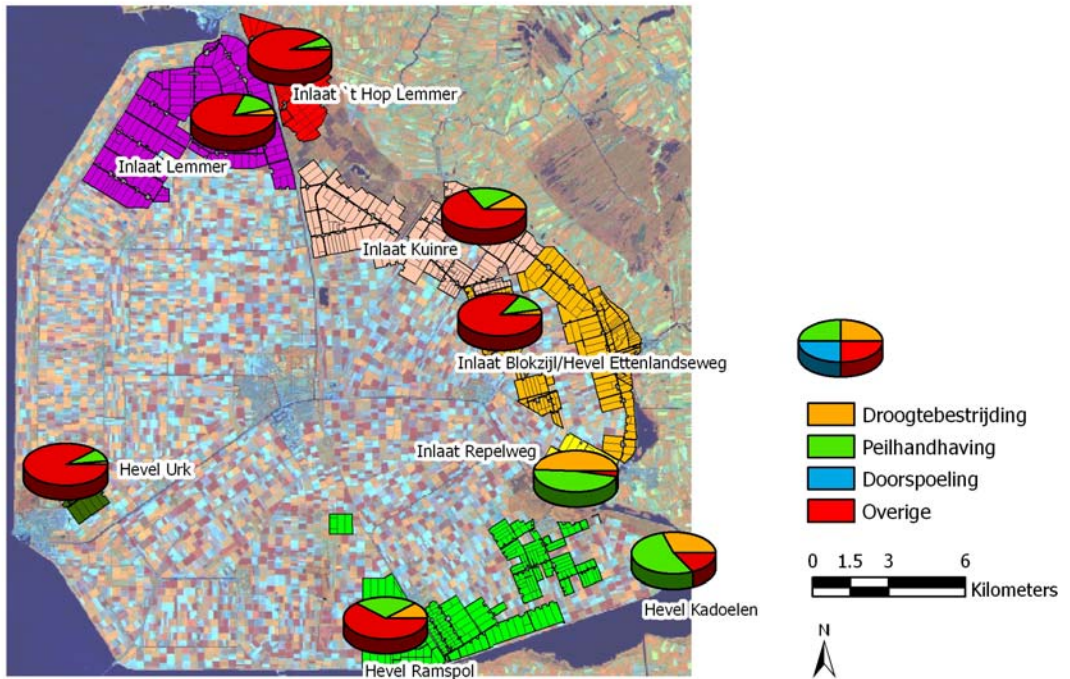 Inlaat `t Hop Lemmer
Inlaat Lemmer
Inlaat Kuinre
Inlaat Blokzijl/Hevel Ettenlandseweg
Inlaat Repelweg
Hevel Urk
Hevel Kadoelen
Hevel Ramspol
Droogtebestrijding
Peilhandhaving
Doorspoeling
Overige
0 1.5 3 6
Kilometers
N